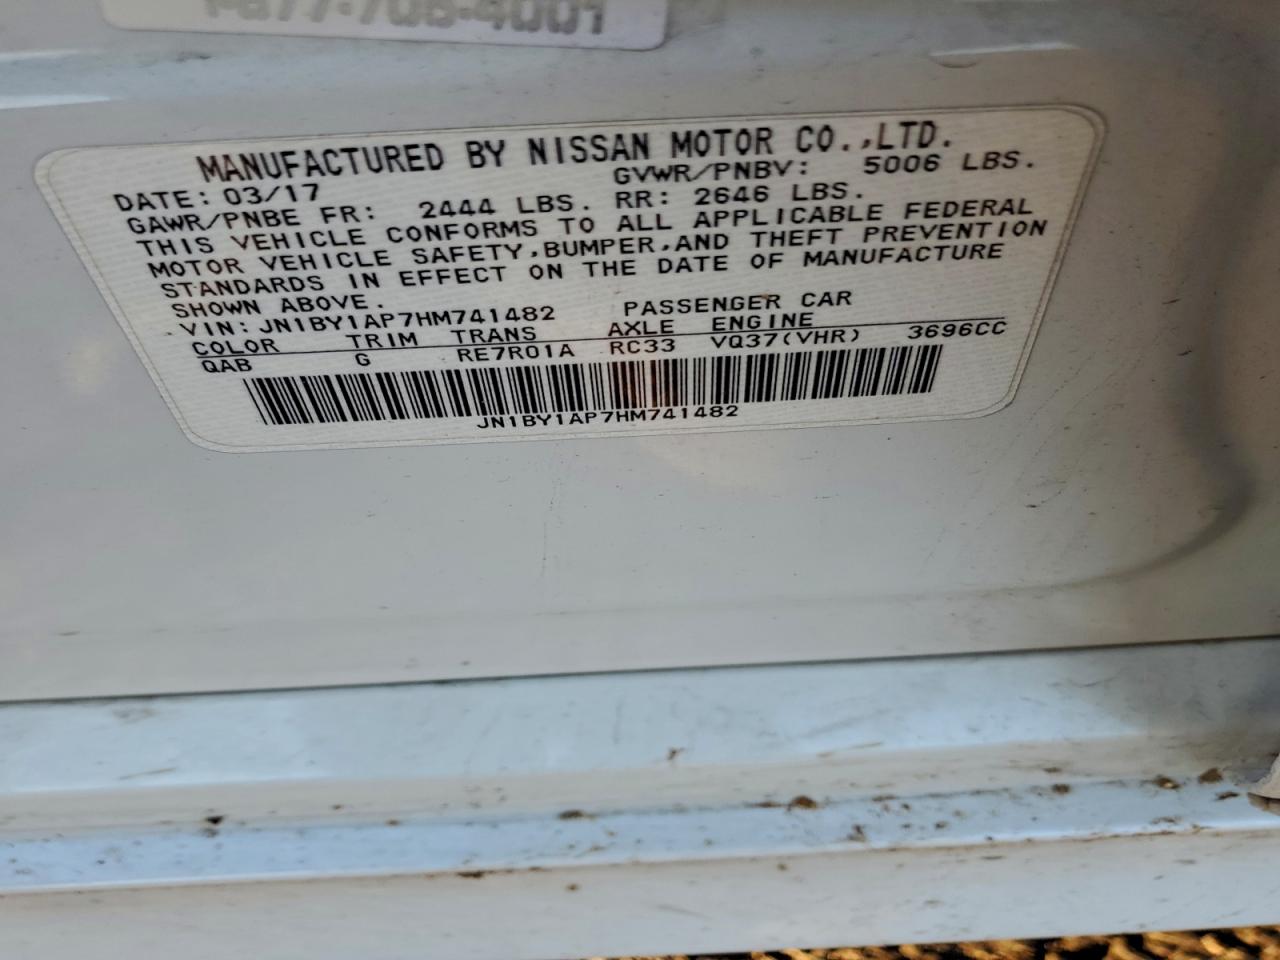 MANUFACTURED BY NISSAN MOTOR CO.,LTD.
DATE: 03/17 GVWR/PNBV: 5006 LBS.
GAWR/PNBE FR: 2444 LBS. RR: 2646 LBS.
THIS VEHICLE CONFORMS TO ALL APPLICABLE FEDERAL
MOTOR VEHICLE SAFETY,BUMPER,AND THEFT PREVENTION
STANDARDS IN EFFECT ON THE DATE OF MANUFACTURE
SHOWN ABOVE.
VIN: JN1BY1AP7HM741482 PASSENGER CAR
COLOR TRIM TRANS AXLE ENGINE
QAB G RE7R01A RC33 VQ37(VHR) 3696CC
JN1BY1AP7HM741482